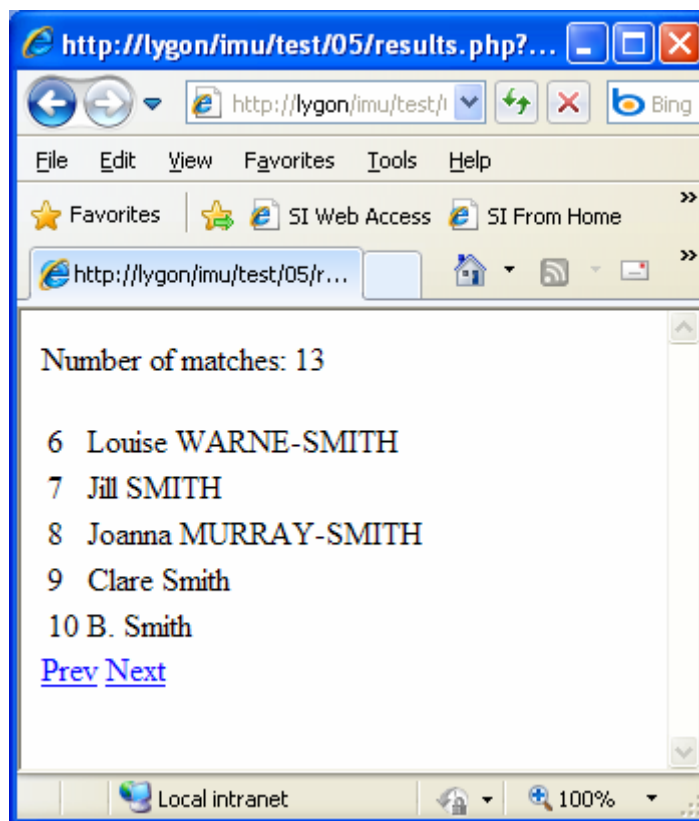 http://lygon/imu/test/05/results.php?...
http://lygon/imu/test/ Bing
File Edit View Favorites Tools Help
Favorites SI Web Access SI From Home »
http://lygon/imu/test/05/r... »
Number of matches: 13
6 Louise WARNE-SMITH
7 Jill SMITH
8 Joanna MURRAY-SMITH
9 Clare Smith
10 B. Smith
Prev Next
Local intranet 100%